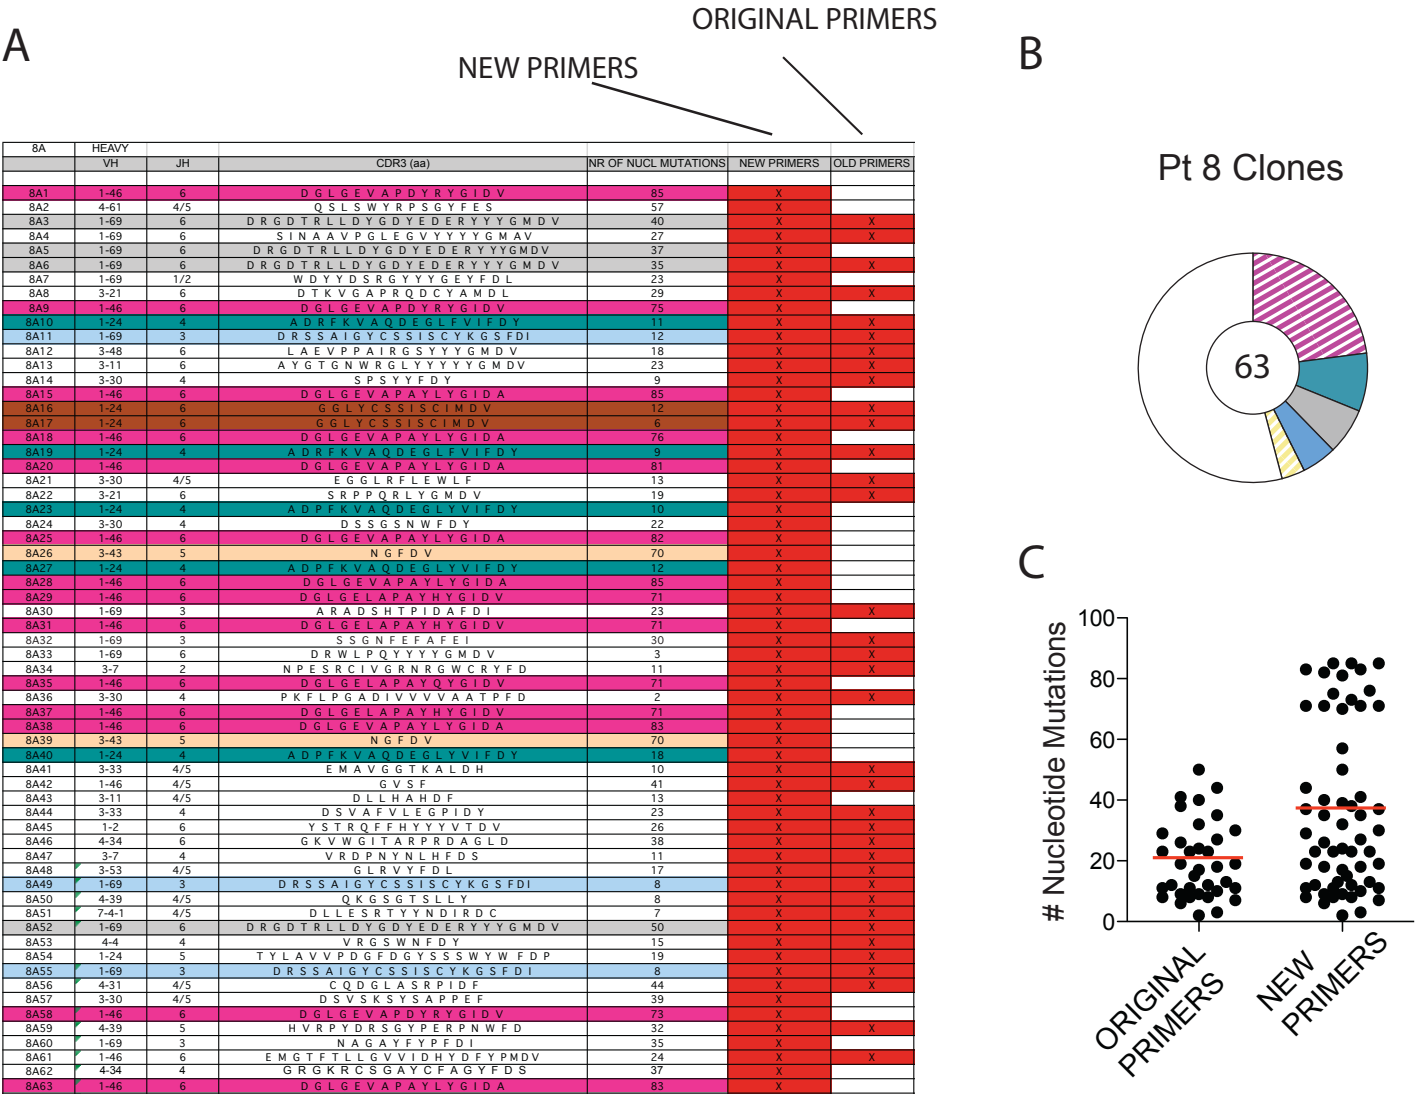 A
ORIGINAL PRIMERS
NEW PRIMERS
8A HEAVY
VH JH CDR3 (aa) NR OF NUCL MUTATIONS NEW PRIMERS OLD PRIMERS
8A1 1-46 6 D G L G E V A P D Y R Y G I D V 85 X
8A2 4-61 4/5 Q S L S W Y R P S G Y F E S 57 X
8A3 1-69 6 D R G D T R L L D Y G D Y E D E R Y Y Y G M D V 40 X X
8A4 1-69 6 S I N A A V P G L E G V Y Y Y Y G M A V 27 X X
8A5 1-69 6 D R G D T R L L D Y G D Y E D E R Y Y Y G M D V 37 X
8A6 1-69 6 D R G D T R L L D Y G D Y E D E R Y Y Y G M D V 35 X X
8A7 1-69 1/2 W D Y Y D S R G Y Y Y G E Y F D L 23 X
8A8 3-21 6 D T K V G A P R Q D C Y A M D L 29 X X
8A9 1-46 6 D G L G E V A P D Y R Y G I D V 75 X
8A10 1-24 4 A D R F K V A Q D E G L F V I F D Y 11 X X
8A11 1-69 3 D R S S A I G Y C S S I S C Y K G S F D I 12 X X
8A12 3-48 6 L A E V P P A I R G S Y Y Y G M D V 18 X X
8A13 3-11 6 A Y G T G N W R G L Y Y Y Y Y G M D V 23 X X
8A14 3-30 4 S P S Y Y F D Y 9 X X
8A15 1-46 6 D G L G E V A P A Y L Y G I D A 85 X
8A16 1-24 6 G G L Y C S S I S C I M D V 12 X X
8A17 1-24 6 G G L Y C S S I S C I M D V 6 X X
8A18 1-46 6 D G L G E V A P A Y L Y G I D A 76 X
8A19 1-24 4 A D R F K V A Q D E G L F V I F D Y 9 X X
8A20 1-46 6 D G L G E V A P A Y L Y G I D A 81 X
8A21 3-30 4/5 E G G L R F L E W L F 13 X X
8A22 3-21 6 S R P P Q R L Y G M D V 19 X X
8A23 1-24 4 A D P F K V A Q D E G L Y V I F D Y 10 X
8A24 3-30 4 D S S G S N W F D Y 22 X
8A25 1-46 6 D G L G E V A P A Y L Y G I D A 82 X
8A26 3-43 5 N G F D V 70 X
8A27 1-24 4 A D P F K V A Q D E G L Y V I F D Y 12 X
8A28 1-46 6 D G L G E V A P A Y L Y G I D A 85 X
8A29 1-46 6 D G L G E L A P A Y H Y G I D V 71 X
8A30 1-69 3 A R A D S H T P I D A F D I 23 X X
8A31 1-46 6 D G L G E L A P A Y H Y G I D V 71 X
8A32 1-69 3 S S G N F E F A F E I 30 X X
8A33 1-69 6 D R W L P Q Y Y Y Y G M D V 3 X X
8A34 3-7 2 N P E S R C I V G R N R G W C R Y F D 11 X X
8A35 1-46 6 D G L G E L A P A Y Q Y G I D V 71 X
8A36 3-30 4 P K F L P G A D I V V V V A A T P F D 2 X X
8A37 1-46 6 D G L G E L A P A Y H Y G I D V 71 X
8A38 1-46 6 D G L G E V A P A Y L Y G I D A 83 X
8A39 3-43 5 N G F D V 70 X
8A40 1-24 4 A D P F K V A Q D E G L Y V I F D Y 18 X
8A41 3-33 4/5 E M A V G G T K A L D H 10 X X
8A42 1-46 4/5 G V S F 41 X X
8A43 3-11 4/5 D L L H A H D F 13 X
8A44 3-33 4 D S V A F V L E G P I D Y 23 X X
8A45 1-2 6 Y S T R Q F F H Y Y Y Y V T D V 26 X X
8A46 4-34 6 G K V W G I T A R P R D A G L D 38 X X
8A47 3-7 4 V R D P N Y N L H F D S 11 X X
8A48 3-53 4/5 G L R V Y F D L 17 X X
8A49 1-69 3 D R S S A I G Y C S S I S C Y K G S F D I 8 X X
8A50 4-39 4/5 Q K G S G T S L L Y 8 X X
8A51 7-4-1 4/5 D L L E S R T Y Y N D I R D C 7 X X
8A52 1-69 6 D R G D T R L L D Y G D Y E D E R Y Y Y G M D V 50 X X
8A53 4-4 4 V R G S W N F D Y 15 X X
8A54 1-24 5 T Y L A V V P D G F D G Y S S S W Y W F D P 19 X X
8A55 1-69 3 D R S S A I G Y C S S I S C Y K G S F D I 8 X X
8A56 4-31 4/5 C Q D G L A S R P I D F 44 X X
8A57 3-30 4/5 D S V S K S Y S A P P E F 39 X
8A58 1-46 6 D G L G E V A P D Y R Y G I D V 73 X
8A59 4-39 5 H V R P Y D R S G Y P E R P N W F D 32 X X
8A60 1-69 3 N A G A Y F Y P F D I 35 X
8A61 1-46 6 E M G T F T L L G V V I D H Y D F Y P M D V 24 X X
8A62 4-34 4 G R G K R C S G A Y C F A G Y F D S 37 X
8A63 1-46 6 D G L G E V A P A Y L Y G I D A 83 X
B
Pt 8 Clones
63
C
# Nucleotide Mutations
100
80
60
40
20
0
ORIGINAL
PRIMERS
NEW
PRIMERS